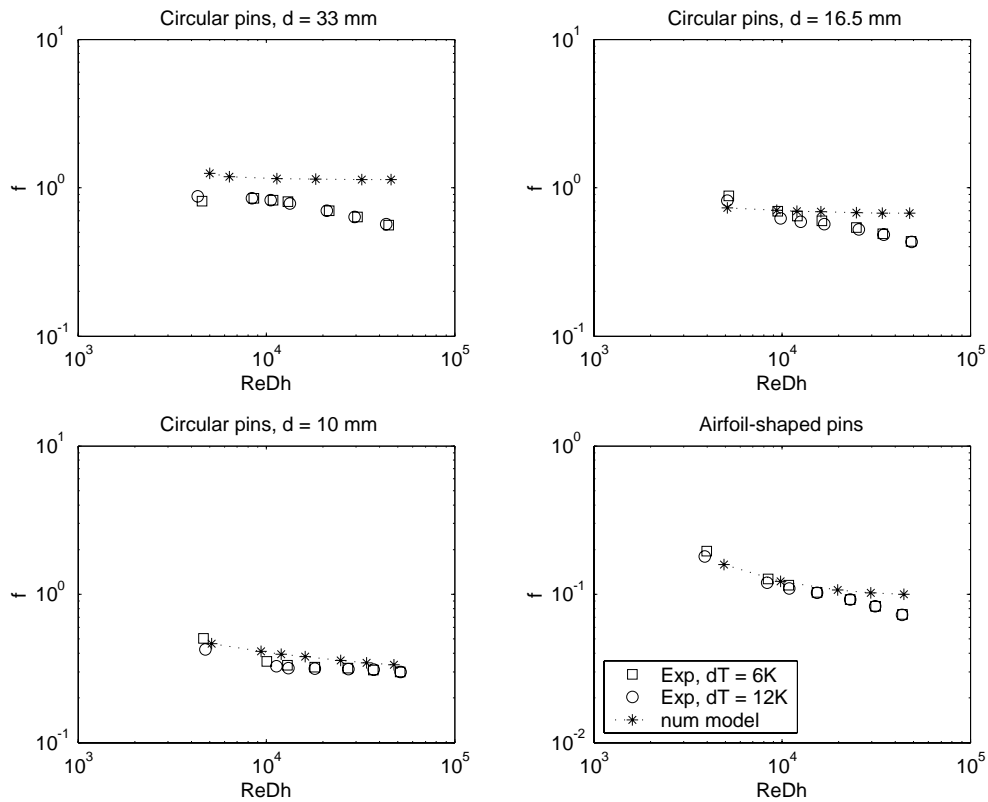 Circular pins, d = 33 mm
10^1
10^0
10^-1
f
10^3 10^4 10^5
ReDh
Circular pins, d = 16.5 mm
10^1
10^0
10^-1
f
10^3 10^4 10^5
ReDh
Circular pins, d = 10 mm
10^1
10^0
10^-1
f
10^3 10^4 10^5
ReDh
Airfoil-shaped pins
10^0
10^-1
10^-2
f
10^3 10^4 10^5
ReDh
Exp, dT = 6K
Exp, dT = 12K
num model